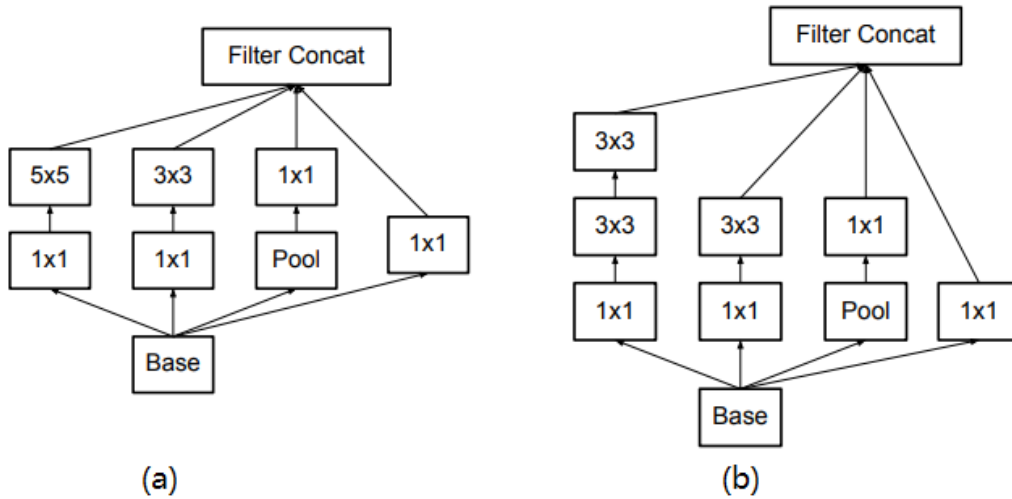 Filter Concat
5x5
3x3
1x1
1x1
1x1
Pool
1x1
Base
(a)
Filter Concat
3x3
3x3
3x3
1x1
1x1
1x1
Pool
1x1
Base
(b)